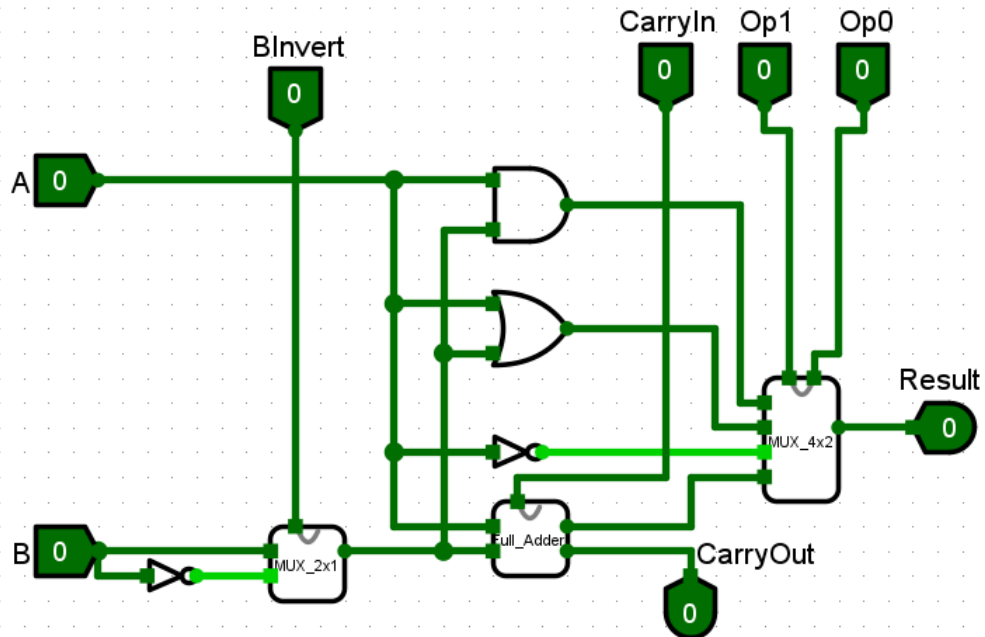 CarryIn Op1 Op0
BInvert
0 0 0
0
A 0
Result
0
MUX_4x2
Full_Adder
B 0
CarryOut
MUX_2x1
0